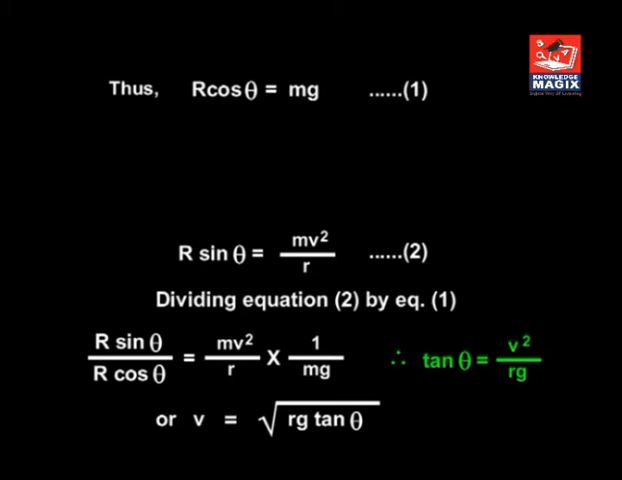 Thus, Rcosθ = mg ......(1)
KNOWLEDGE
MAGIX
R sin θ = mv²/r ......(2)
Dividing equation (2) by eq. (1)
R sin θ / R cos θ = mv²/r X 1/mg ∴ tan θ = v²/rg
or v = √rg tan θ